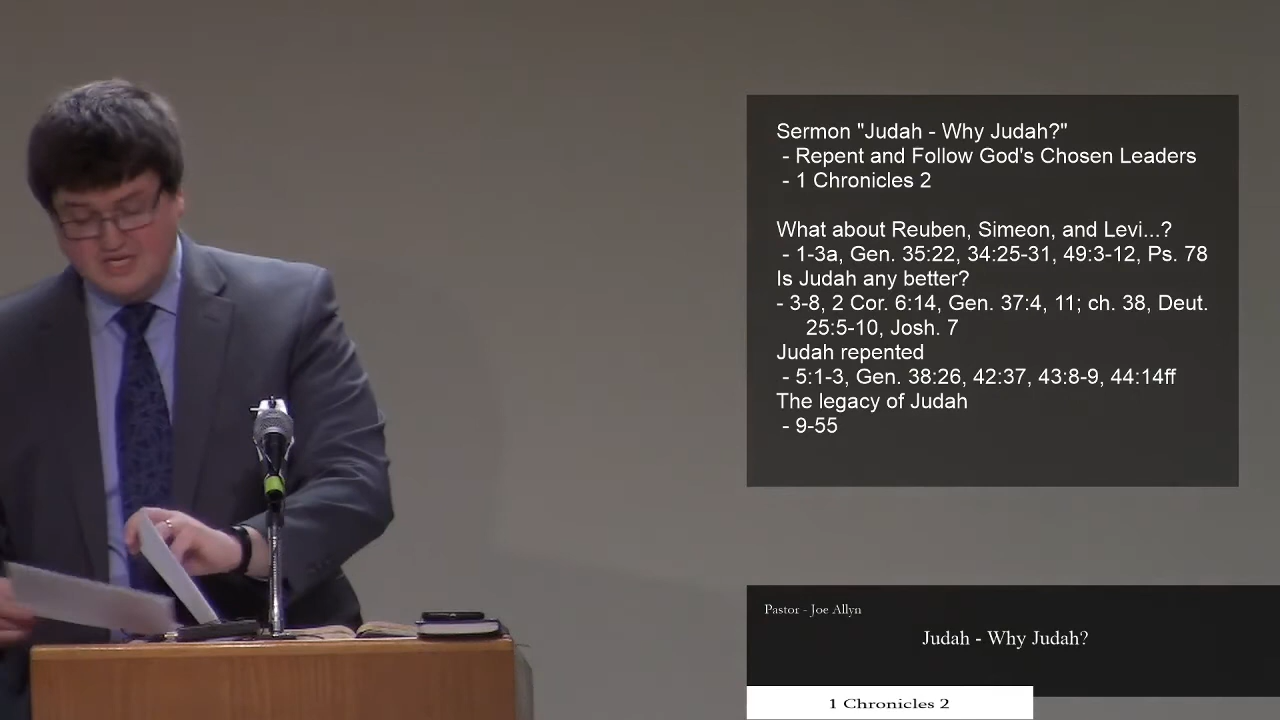 Sermon "Judah - Why Judah?"
- Repent and Follow God's Chosen Leaders
- 1 Chronicles 2
What about Reuben, Simeon, and Levi...?
- 1-3a, Gen. 35:22, 34:25-31, 49:3-12, Ps. 78
Is Judah any better?
- 3-8, 2 Cor. 6:14, Gen. 37:4, 11; ch. 38, Deut.
25:5-10, Josh. 7
Judah repented
- 5:1-3, Gen. 38:26, 42:37, 43:8-9, 44:14ff
The legacy of Judah
- 9-55
Pastor - Joe Allyn
Judah - Why Judah?
1 Chronicles 2